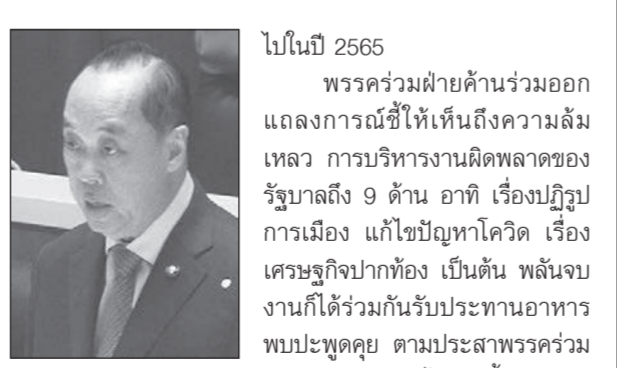 ไปในปี 2565
พรรคร่วมฝ่ายค้านร่วมออก
แถลงการณ์ชี้ให้เห็นถึงความล้ม
เหลว การบริหารงานผิดพลาดของ
รัฐบาลถึง 9 ด้าน อาทิ เรื่องปฏิรูป
การเมือง แก้ไขปัญหาโควิด เรื่อง
เศรษฐกิจปากท้อง เป็นต้น พลันจบ
งานก็ได้ร่วมกันรับประทานอาหาร
พบปะพูดคุย ตามประสาพรรคร่วม